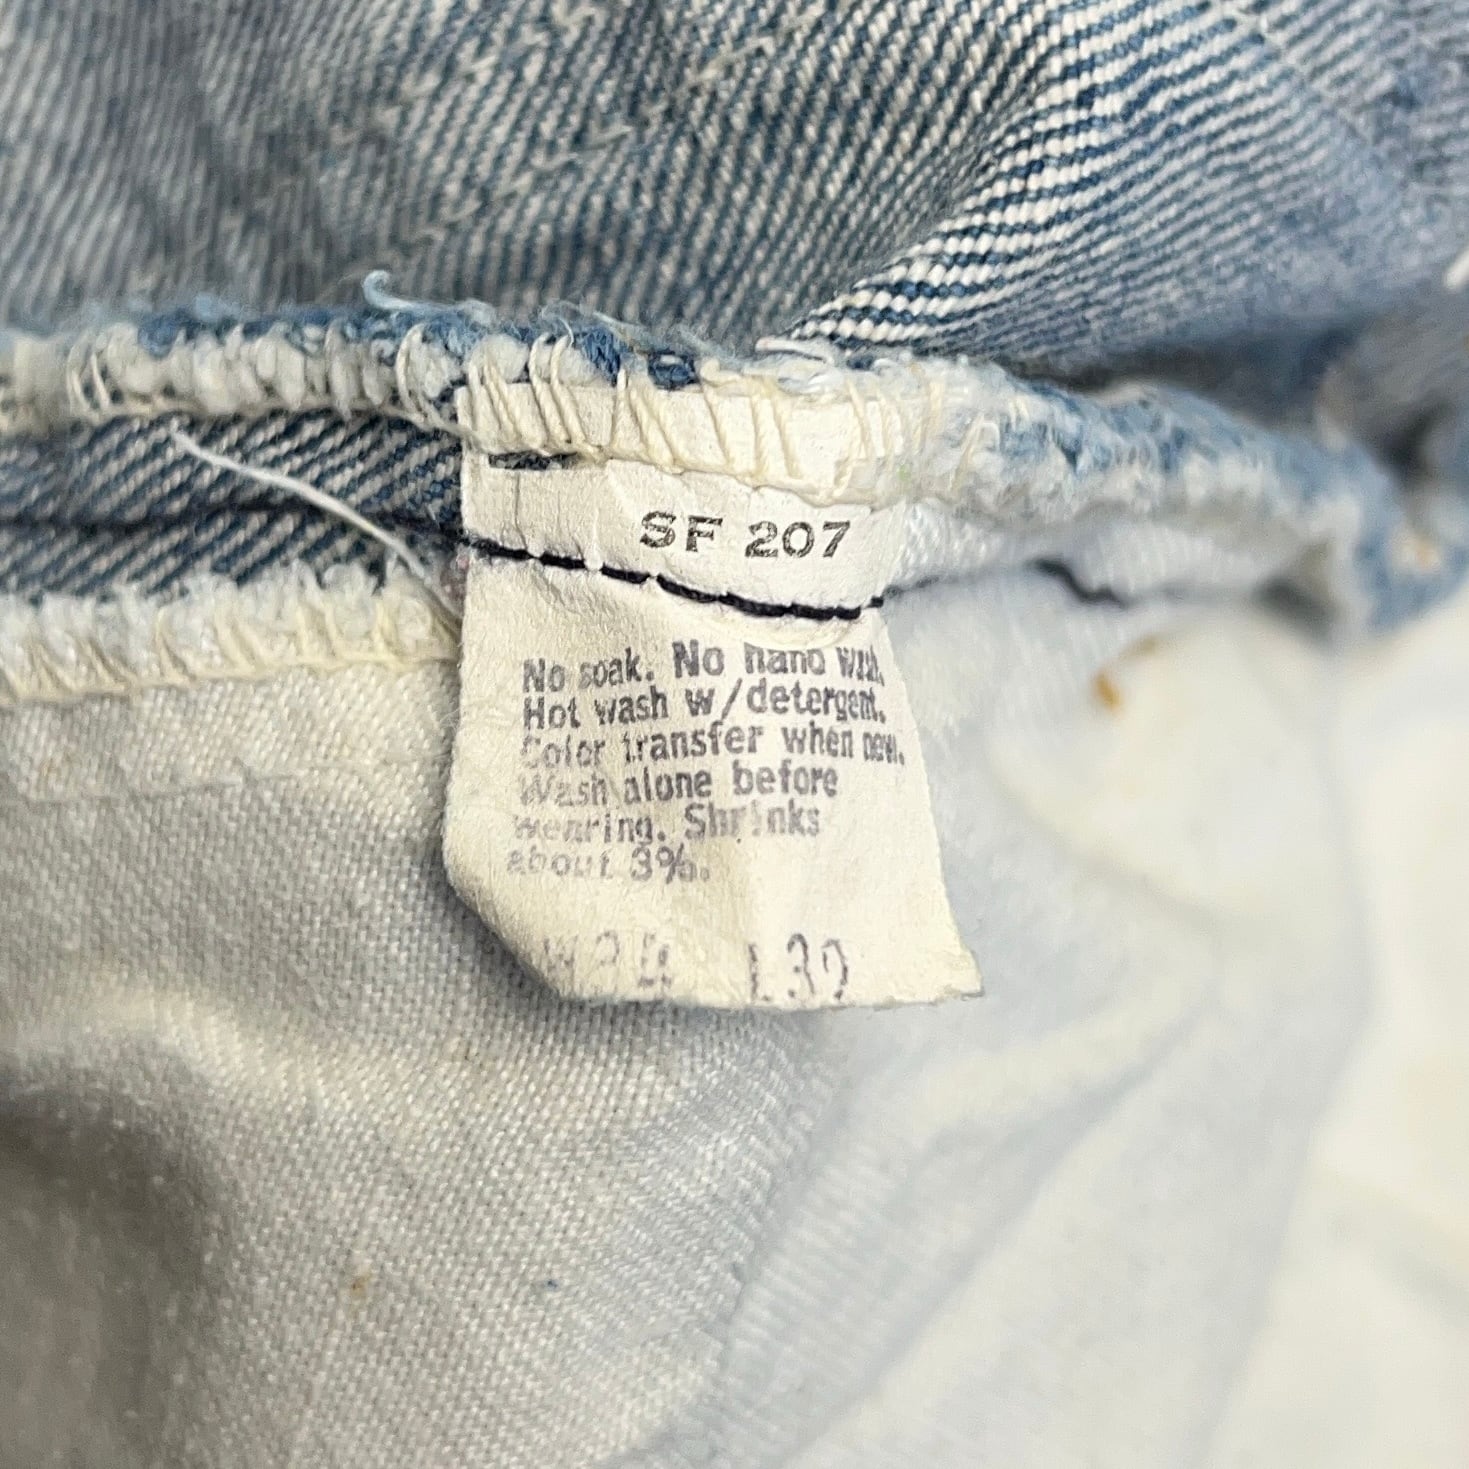 SF 207
No soak. No hand wash.
Hot wash w/detergent.
Color transfer when new.
Wash alone before
wearing. Shrinks
about 3%.
L32